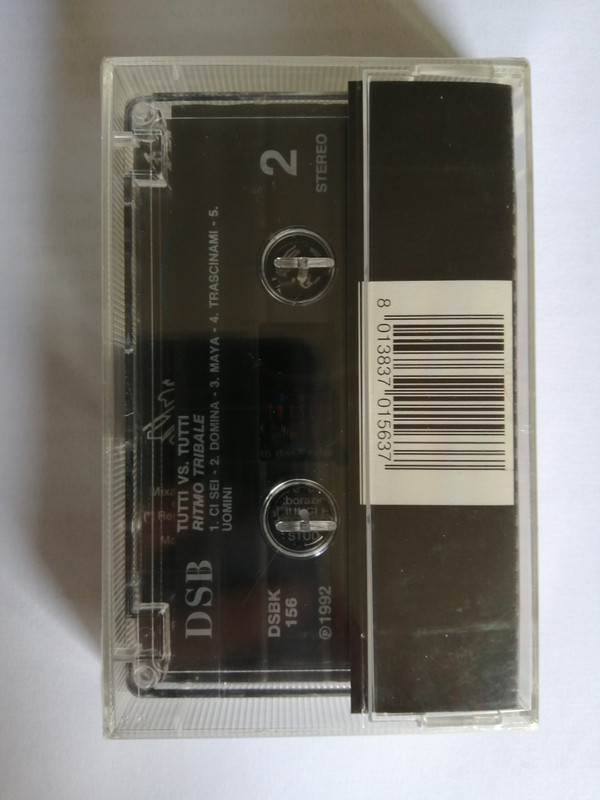 2
STEREO
TUTTI VS. TUTTI
RITMO TRIBALE
1. CI SEI - 2. DOMINA - 3. MAYA - 4. TRASCINAMI - 5.
UOMINI
DSB
DSBK
156
℗1992
8 013837 015637